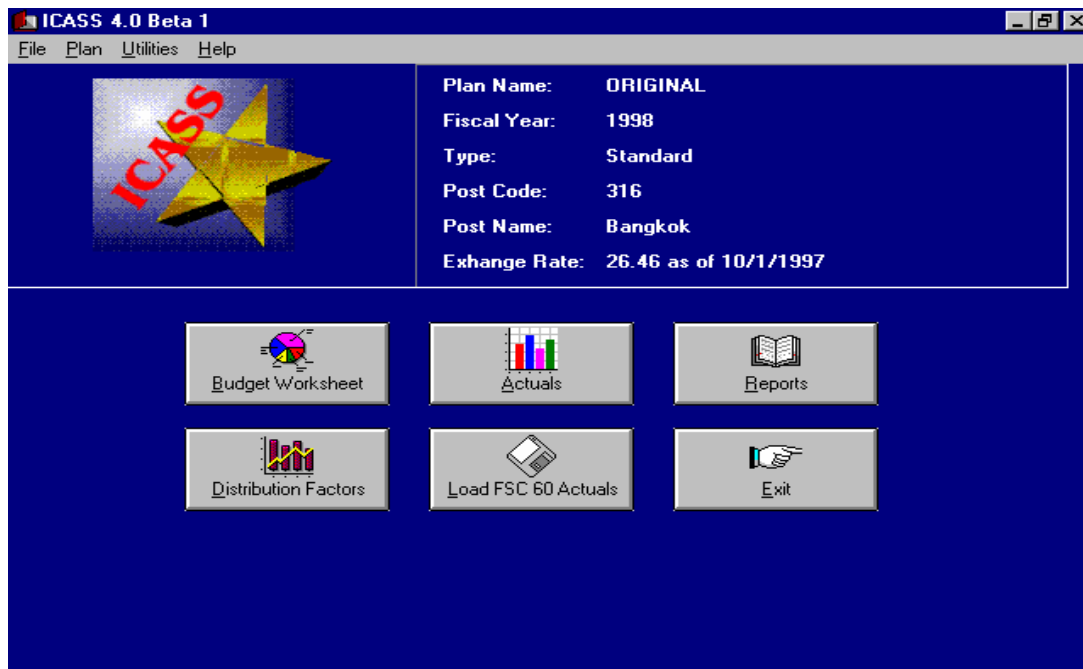 ICASS 4.0 Beta 1
File Plan Utilities Help
ICASS
Plan Name: ORIGINAL
Fiscal Year: 1998
Type: Standard
Post Code: 316
Post Name: Bangkok
Exhange Rate: 26.46 as of 10/1/1997
Budget Worksheet
Actuals
Reports
Distribution Factors
Load FSC 60 Actuals
Exit